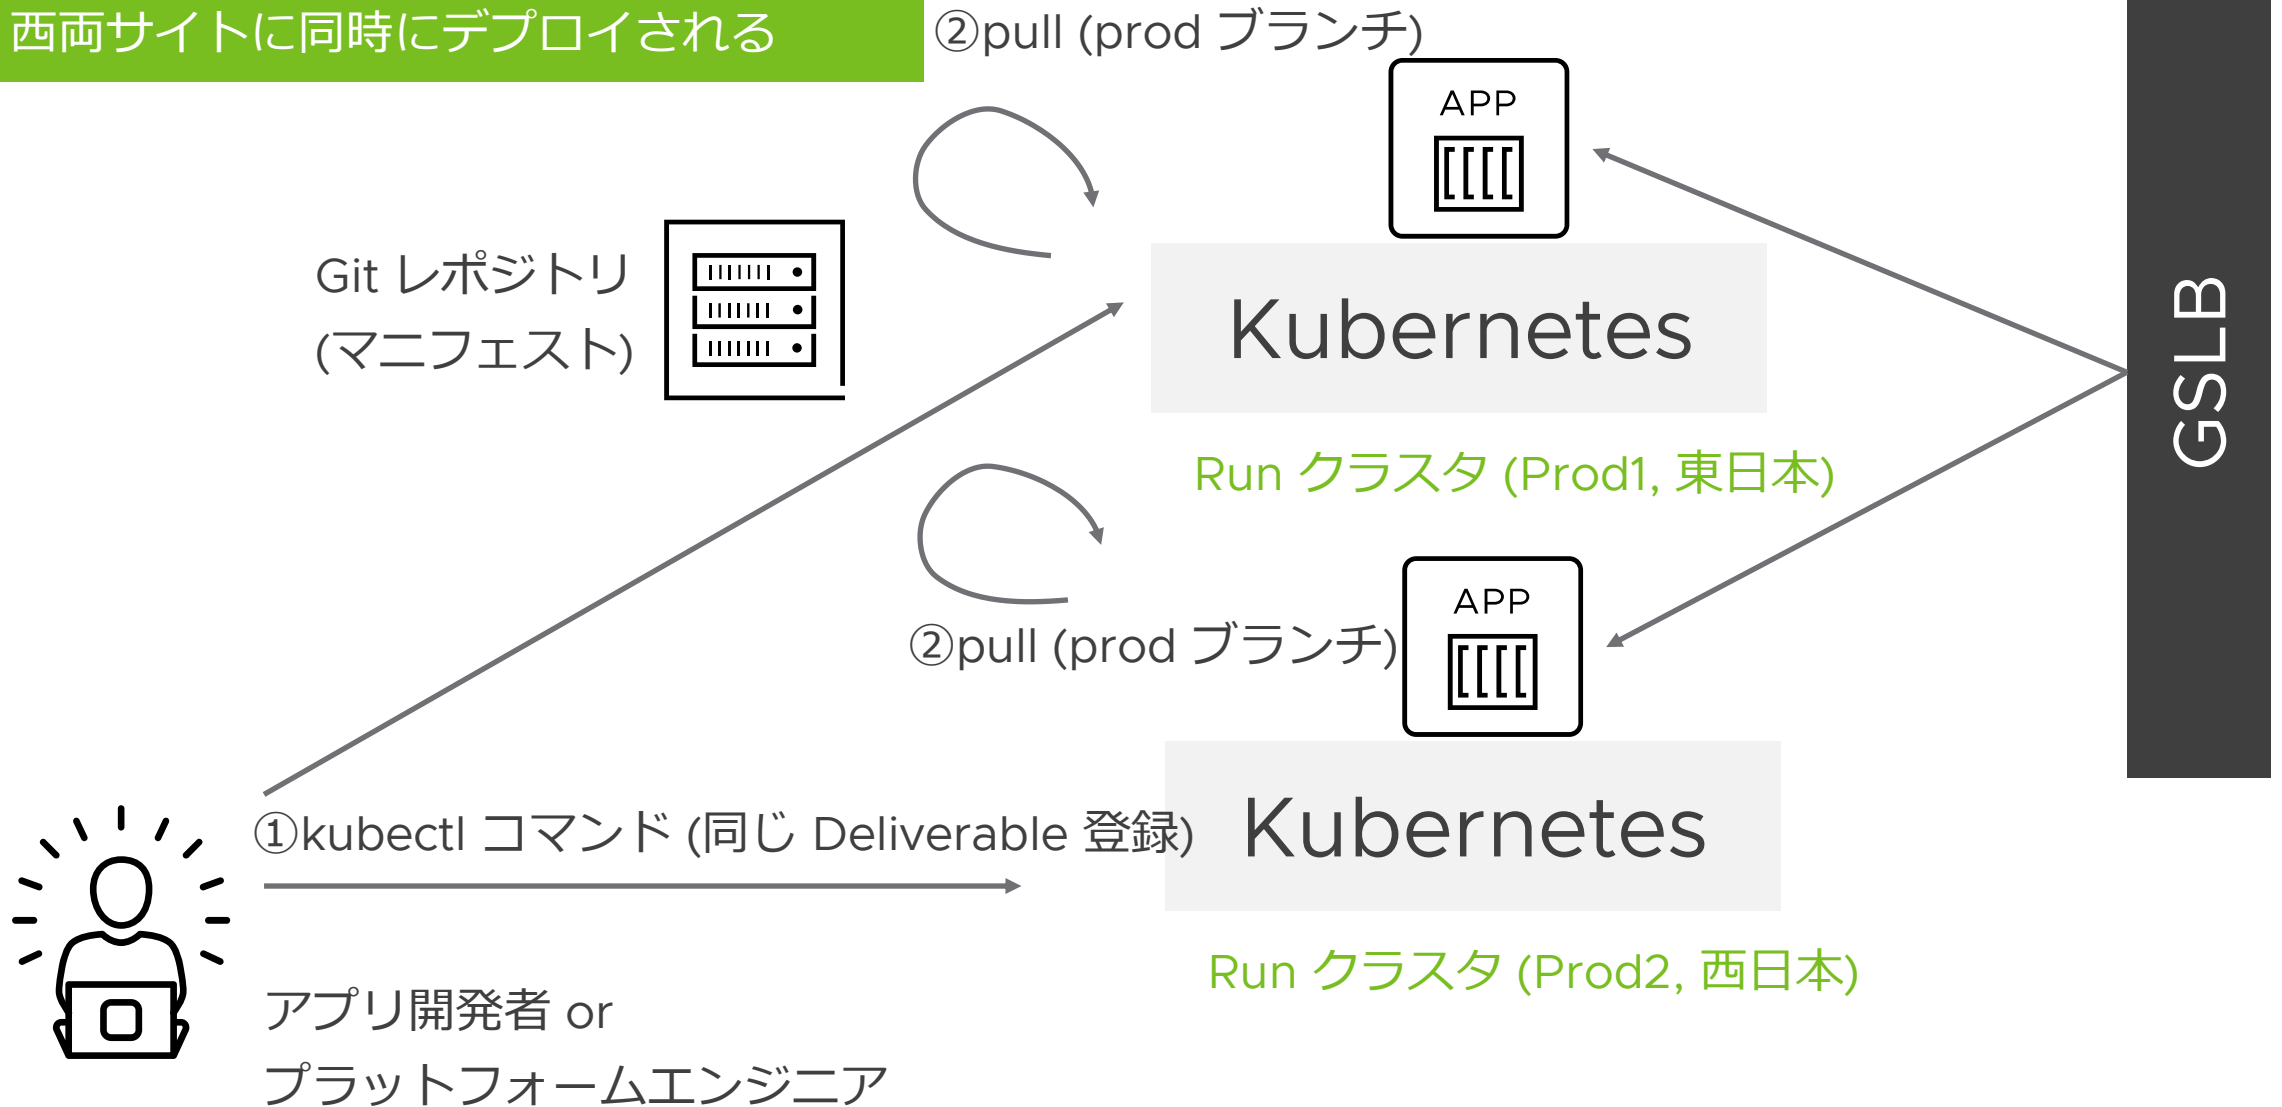 西両サイトに同時にデプロイされる
②pull (prod ブランチ)
APP
Git レポジトリ
(マニフェスト)
Kubernetes
Run クラスタ (Prod1, 東日本)
GSLB
②pull (prod ブランチ)
APP
①kubectl コマンド (同じ Deliverable 登録)
Kubernetes
Run クラスタ (Prod2, 西日本)
アプリ開発者 or
プラットフォームエンジニア